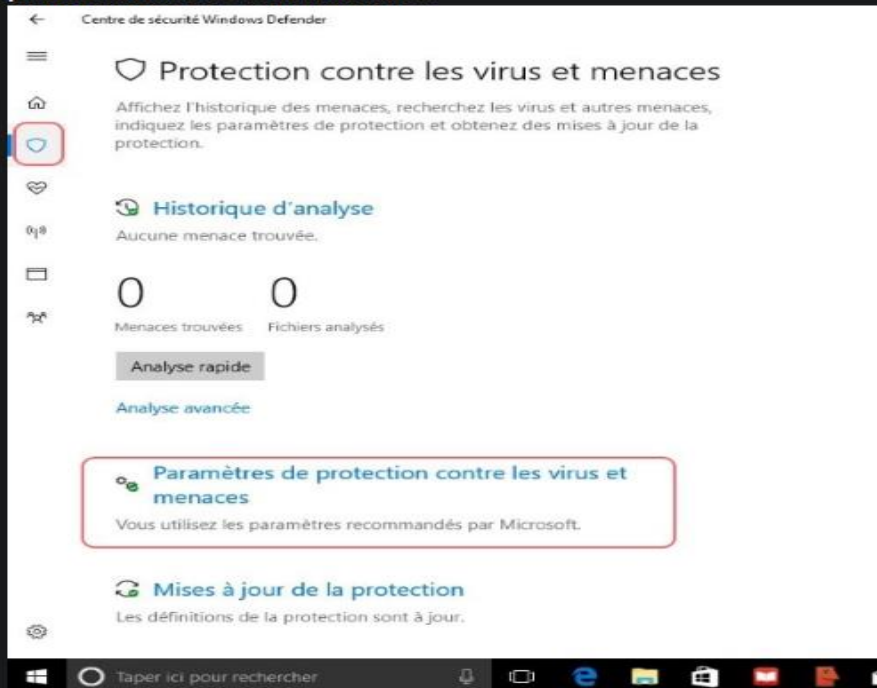 Centre de sécurité Windows Defender
Protection contre les virus et menaces
Affichez l'historique des menaces, recherchez les virus et autres menaces,
indiquez les paramètres de protection et obtenez des mises à jour de la
protection.
Historique d'analyse
Aucune menace trouvée.
0 0
Menaces trouvées Fichiers analysés
Analyse rapide
Analyse avancée
Paramètres de protection contre les virus et
menaces
Vous utilisez les paramètres recommandés par Microsoft.
Mises à jour de la protection
Les définitions de la protection sont à jour.
Taper ici pour rechercher